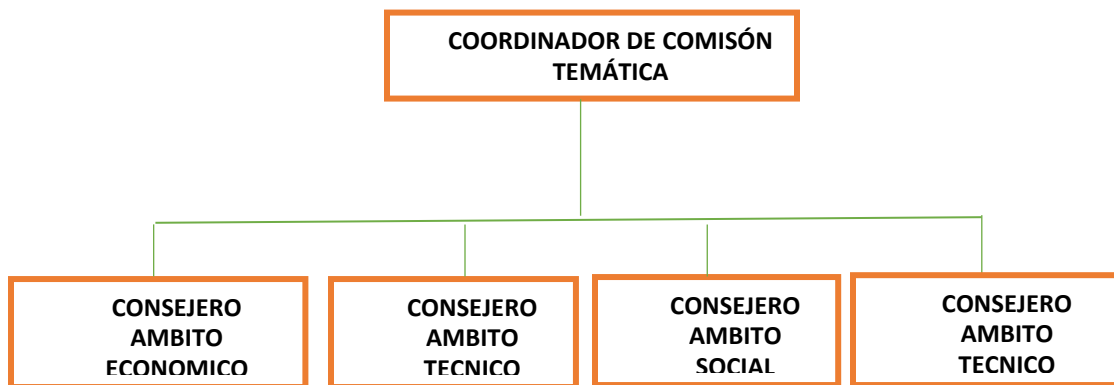 COORDINADOR DE COMISÓN
TEMÁTICA
CONSEJERO
AMBITO
ECONOMICO
CONSEJERO
AMBITO
TECNICO
CONSEJERO
AMBITO
SOCIAL
CONSEJERO
AMBITO
TECNICO